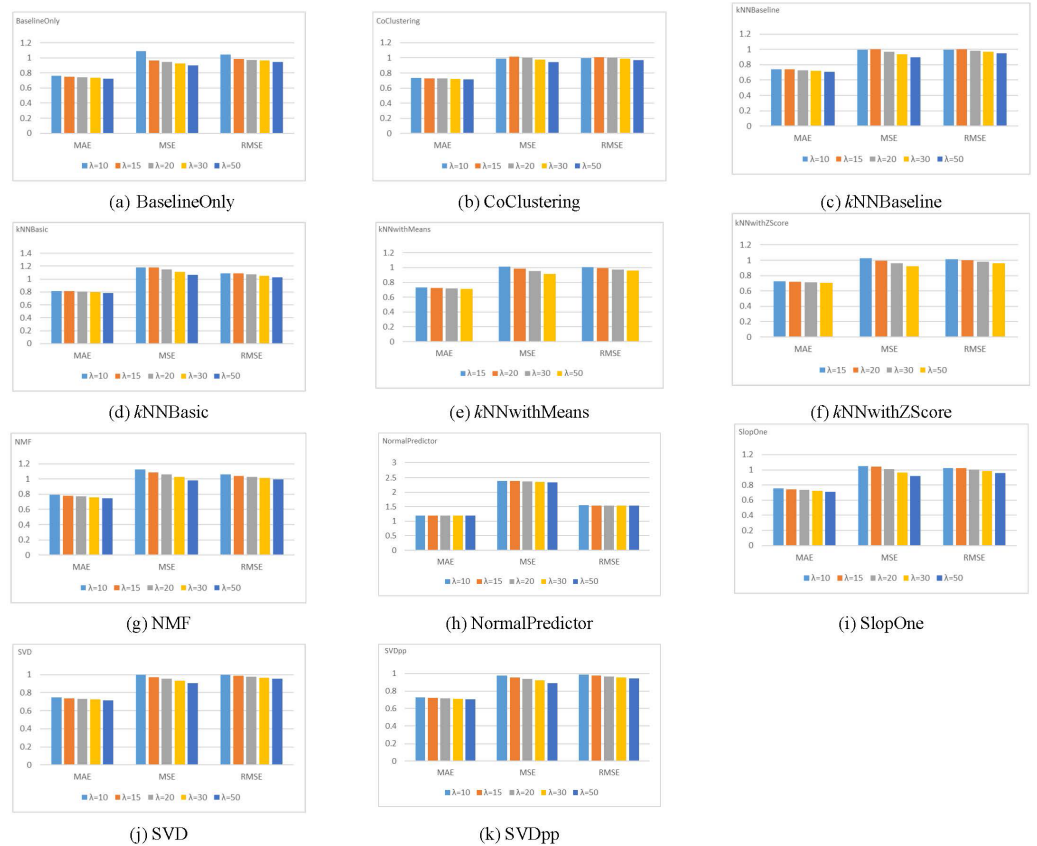 BaselineOnly
1.2
1
0.8
0.6
0.4
0.2
0
MAE MSE RMSE
λ=10 λ=15 λ=20 λ=30 λ=50
(a) BaselineOnly
CoClustering
1.2
1
0.8
0.6
0.4
0.2
0
MAE MSE RMSE
λ=10 λ=15 λ=20 λ=30 λ=50
(b) CoClustering
kNNBaseline
1.2
1
0.8
0.6
0.4
0.2
0
MAE MSE RMSE
λ=10 λ=15 λ=20 λ=30 λ=50
(c) kNNBaseline
kNNBasic
1.4
1.2
1
0.8
0.6
0.4
0.2
0
MAE MSE RMSE
λ=10 λ=15 λ=20 λ=30 λ=50
(d) kNNBasic
kNNwithMeans
1.2
1
0.8
0.6
0.4
0.2
0
MAE MSE RMSE
λ=15 λ=20 λ=30 λ=50
(e) kNNwithMeans
kNNwithZScore
1.2
1
0.8
0.6
0.4
0.2
0
MAE MSE RMSE
λ=15 λ=20 λ=30 λ=50
(f) kNNwithZScore
NMF
1.2
1
0.8
0.6
0.4
0.2
0
MAE MSE RMSE
λ=10 λ=15 λ=20 λ=30 λ=50
(g) NMF
NormalPredictor
3
2.5
2
1.5
1
0.5
0
MAE MSE RMSE
λ=10 λ=15 λ=20 λ=30 λ=50
(h) NormalPredictor
SlopOne
1.2
1
0.8
0.6
0.4
0.2
0
MAE MSE RMSE
λ=10 λ=15 λ=20 λ=30 λ=50
(i) SlopOne
SVD
1
0.8
0.6
0.4
0.2
0
MAE MSE RMSE
λ=10 λ=15 λ=20 λ=30 λ=50
(j) SVD
SVDpp
1
0.8
0.6
0.4
0.2
0
MAE MSE RMSE
λ=10 λ=15 λ=20 λ=30 λ=50
(k) SVDpp